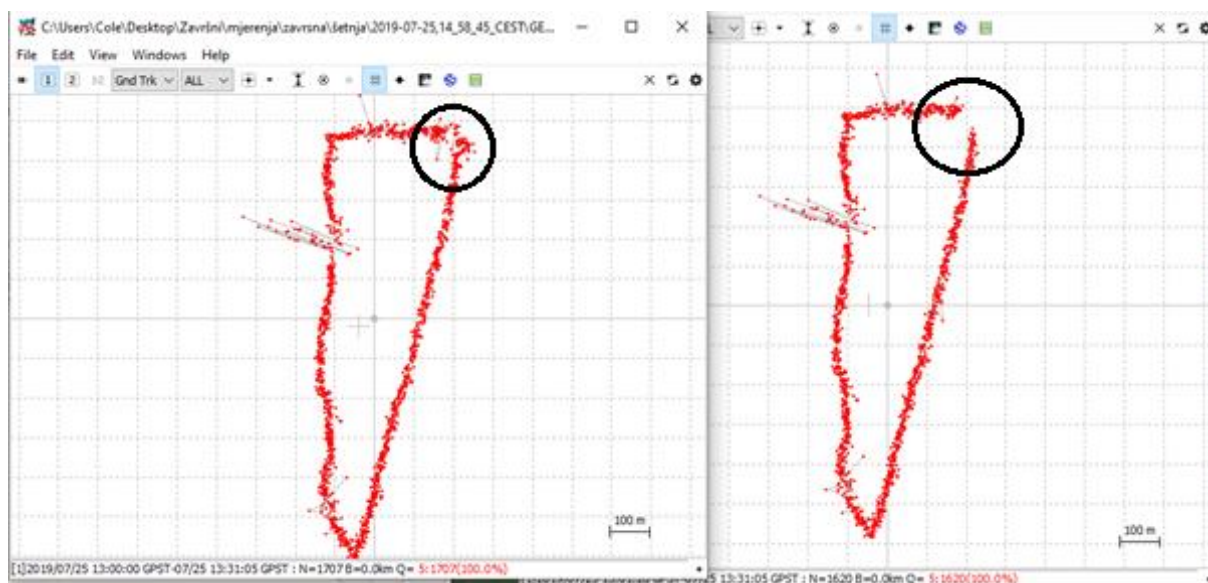 C:\Users\Cole\Desktop\Završni\mjerenja\zavrsna\šetnja\2019-07-25,14_58_45_CEST\GE...
File Edit View Windows Help
1 2 Gnd Trk ALL
100 m
[1]2019/07/25 13:00:00 GPST-07/25 13:31:05 GPST : N=1707 B=0.0km Q= 5:1707(100.0%)
100 m
25 13:31:05 GPST : N=1620 B=0.0km Q= 5:1620(100.0%)